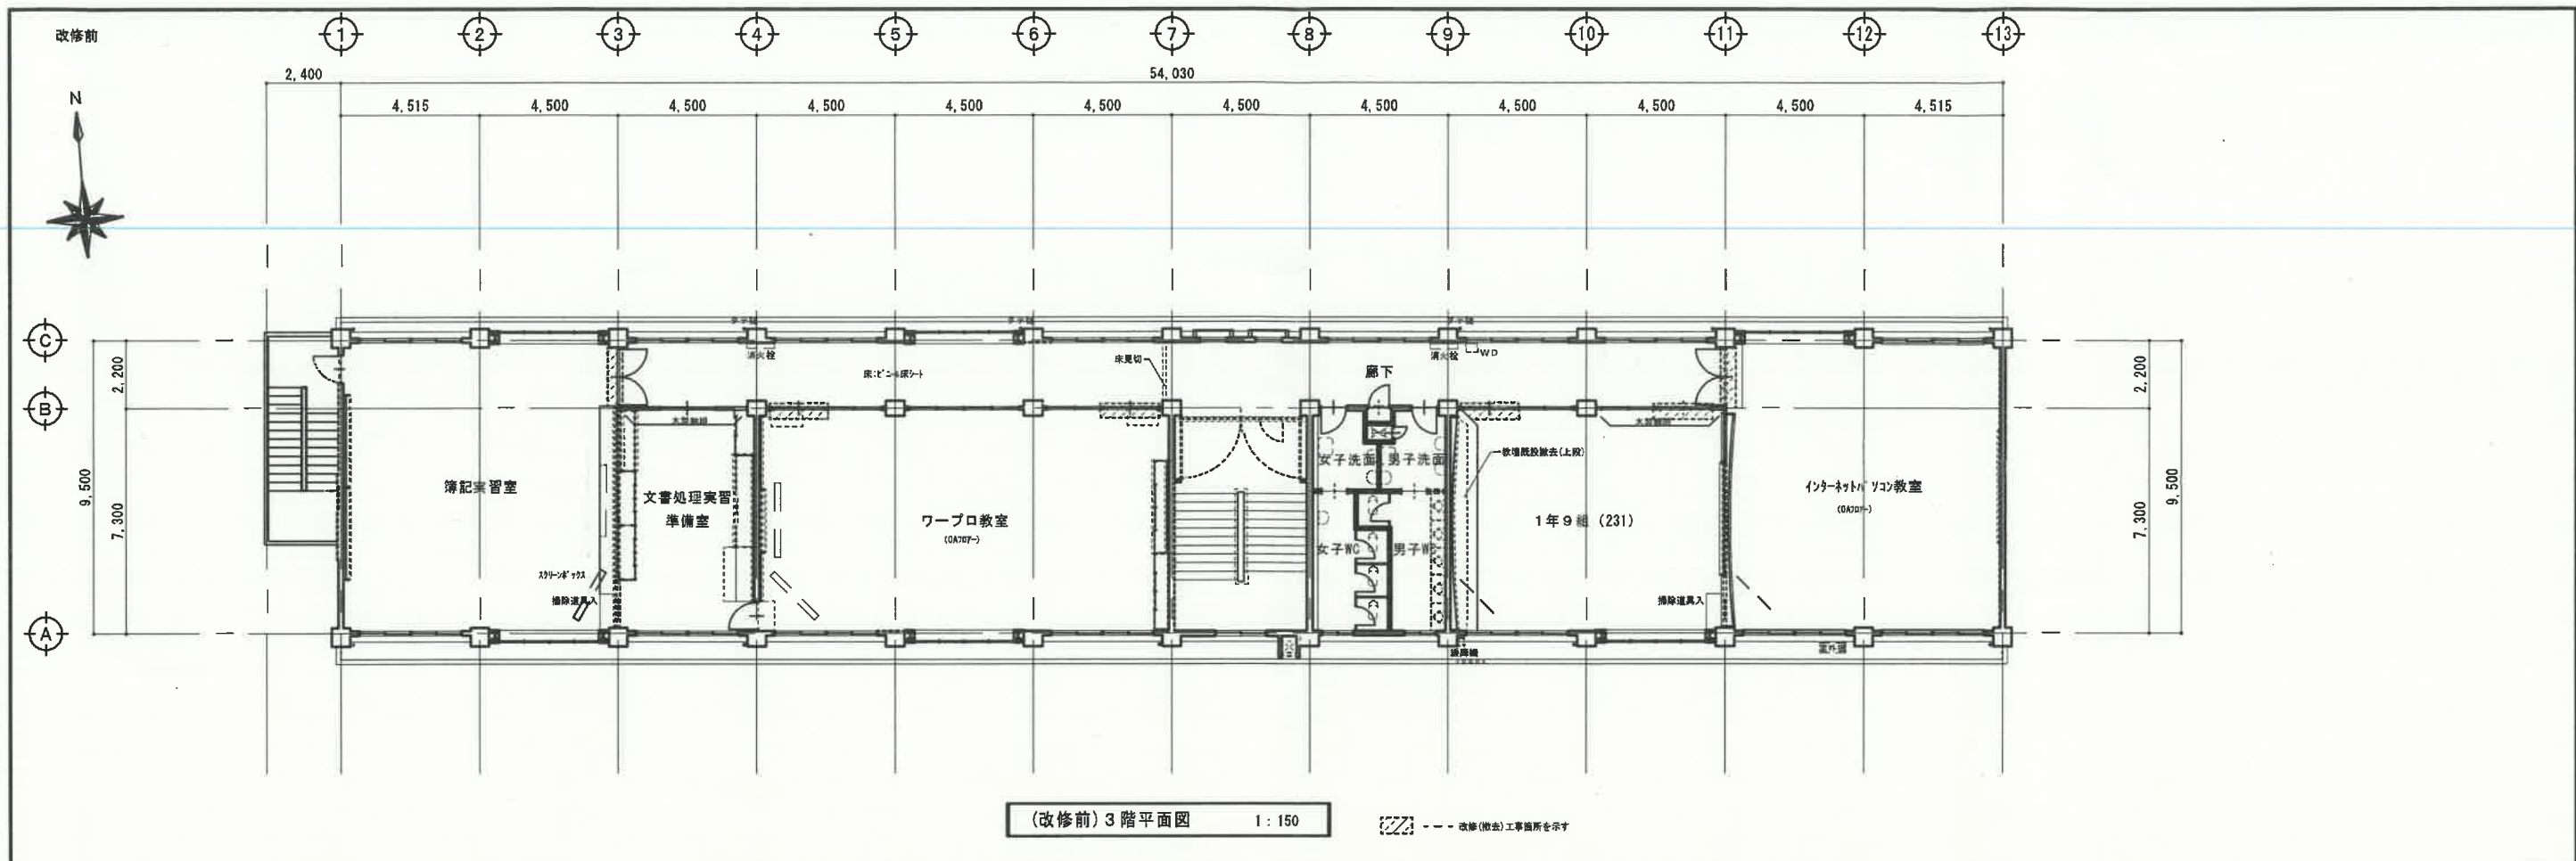 改修前
1 2 3 4 5 6 7 8 9 10 11 12 13
2,400 54,030
N
4,515 4,500 4,500 4,500 4,500 4,500 4,500 4,500 4,500 4,500 4,500 4,515
C
B
A
2,200
7,300
9,500
消火栓
床:ビニール床シート
床見切
廊下
消火栓
WD
簿記実習室
スクリーンボックス
掃除道具入
文書処理実習
準備室
ワープロ教室
(OAフロアー)
女子洗面
男子洗面
女子WC
男子W
教壇既設撤去(上段)
1年9組(231)
掃除道具入
インターネットパソコン教室
(OAフロアー)
2,200
7,300
9,500
(改修前)3階平面図 1:150
改修(撤去)工事箇所を示す